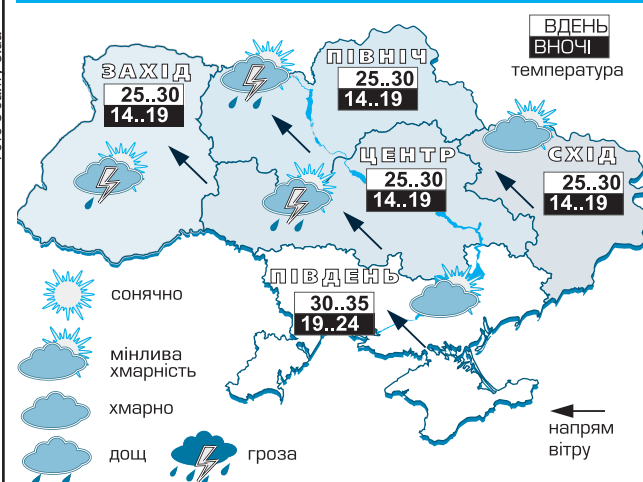 ВДЕНЬ
ВНОЧІ
температура
ЗАХІД
25..30
14..19
ПІВНІЧ
25..30
14..19
ЦЕНТР
25..30
14..19
СХІД
25..30
14..19
ПІВДЕНЬ
30..35
19..24
сонячно
мінлива
хмарність
хмарно
дощ
гроза
напрям
вітру